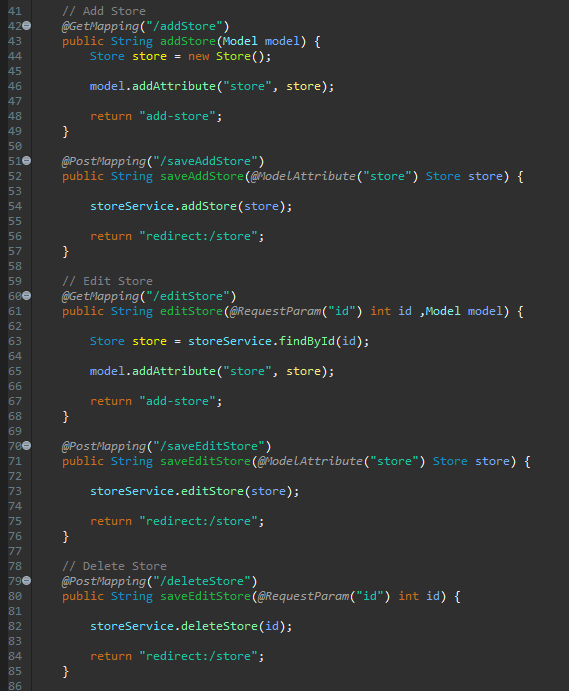 41 // Add Store
42 @GetMapping("/addStore")
43 public String addStore(Model model) {
44 Store store = new Store();
45
46 model.addAttribute("store", store);
47
48 return "add-store";
49 }
50
51 @PostMapping("/saveAddStore")
52 public String saveAddStore(@ModelAttribute("store") Store store) {
53
54 storeService.addStore(store);
55
56 return "redirect:/store";
57 }
58
59 // Edit Store
60 @GetMapping("/editStore")
61 public String editStore(@RequestParam("id") int id ,Model model) {
62
63 Store store = storeService.findById(id);
64
65 model.addAttribute("store", store);
66
67 return "add-store";
68 }
69
70 @PostMapping("/saveEditStore")
71 public String saveEditStore(@ModelAttribute("store") Store store) {
72
73 storeService.editStore(store);
74
75 return "redirect:/store";
76 }
77
78 // Delete Store
79 @PostMapping("/deleteStore")
80 public String saveEditStore(@RequestParam("id") int id) {
81
82 storeService.deleteStore(id);
83
84 return "redirect:/store";
85 }
86